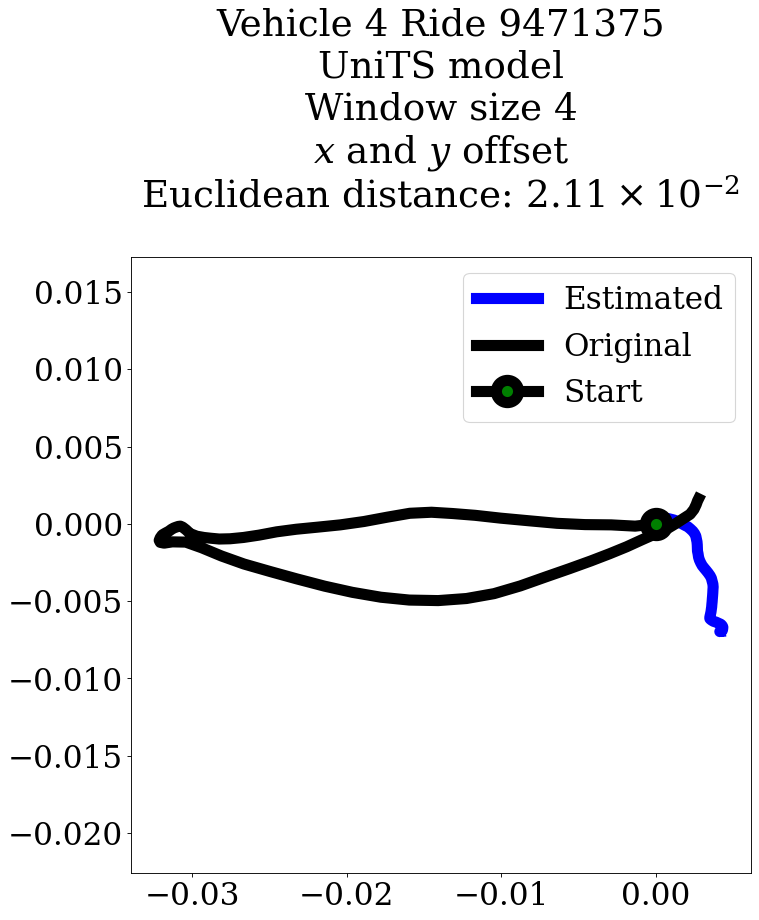 Vehicle 4 Ride 9471375
UniTS model
Window size 4
x and y offset
Euclidean distance: 2.11 × 10⁻²
Estimated
Original
Start
0.015
0.010
0.005
0.000
−0.005
−0.010
−0.015
−0.020
−0.03 −0.02 −0.01 0.00